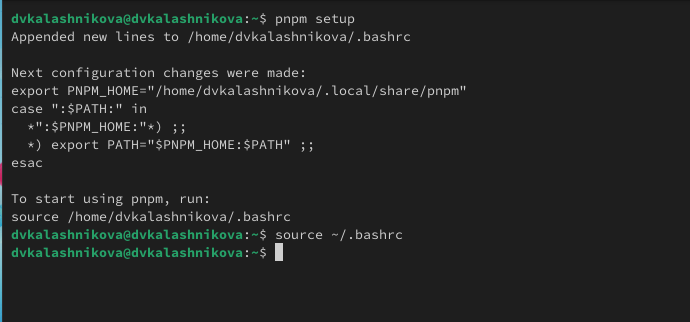 dvkalashnikova@dvkalashnikova:~$ pnpm setup
Appended new lines to /home/dvkalashnikova/.bashrc

Next configuration changes were made:
export PNPM_HOME="/home/dvkalashnikova/.local/share/pnpm"
case ":$PATH:" in
  *":$PNPM_HOME:"*) ;;
  *) export PATH="$PNPM_HOME:$PATH" ;;
esac

To start using pnpm, run:
source /home/dvkalashnikova/.bashrc
dvkalashnikova@dvkalashnikova:~$ source ~/.bashrc
dvkalashnikova@dvkalashnikova:~$